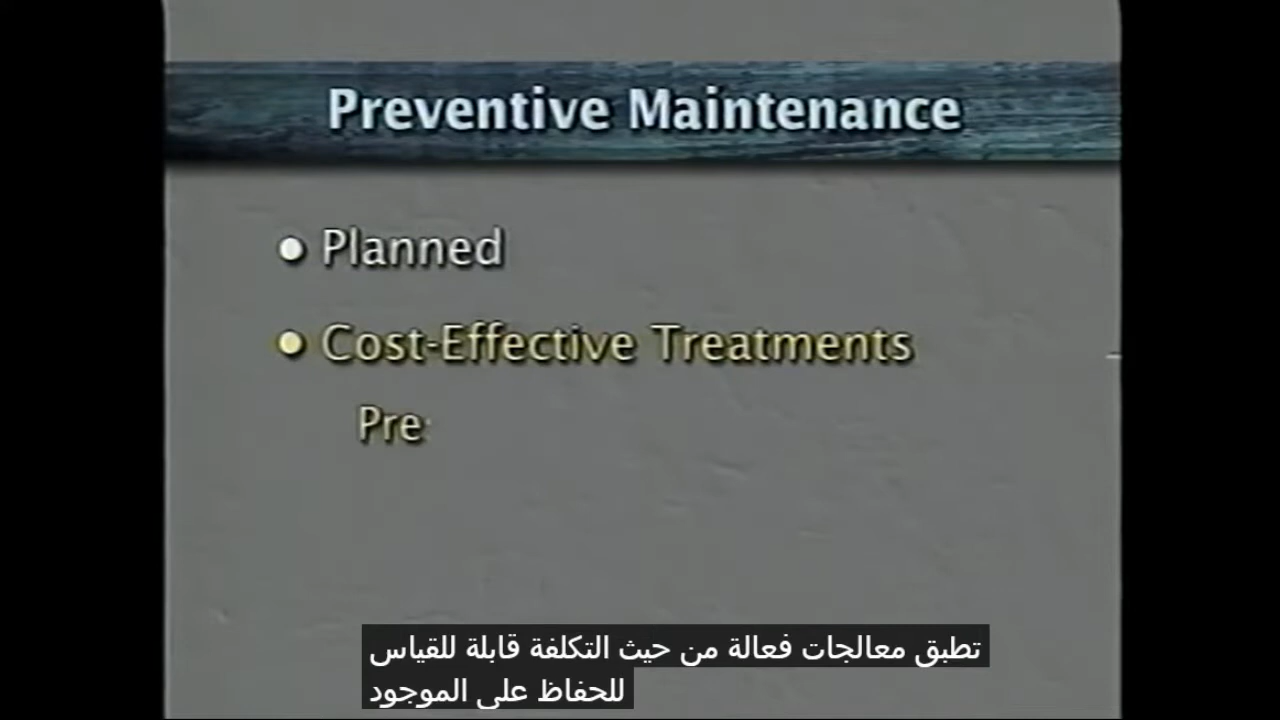 Preventive Maintenance
• Planned
• Cost-Effective Treatments
Pre
تطبق معالجات فعالة من حيث التكلفة قابلة للقياس
للحفاظ على الموجود